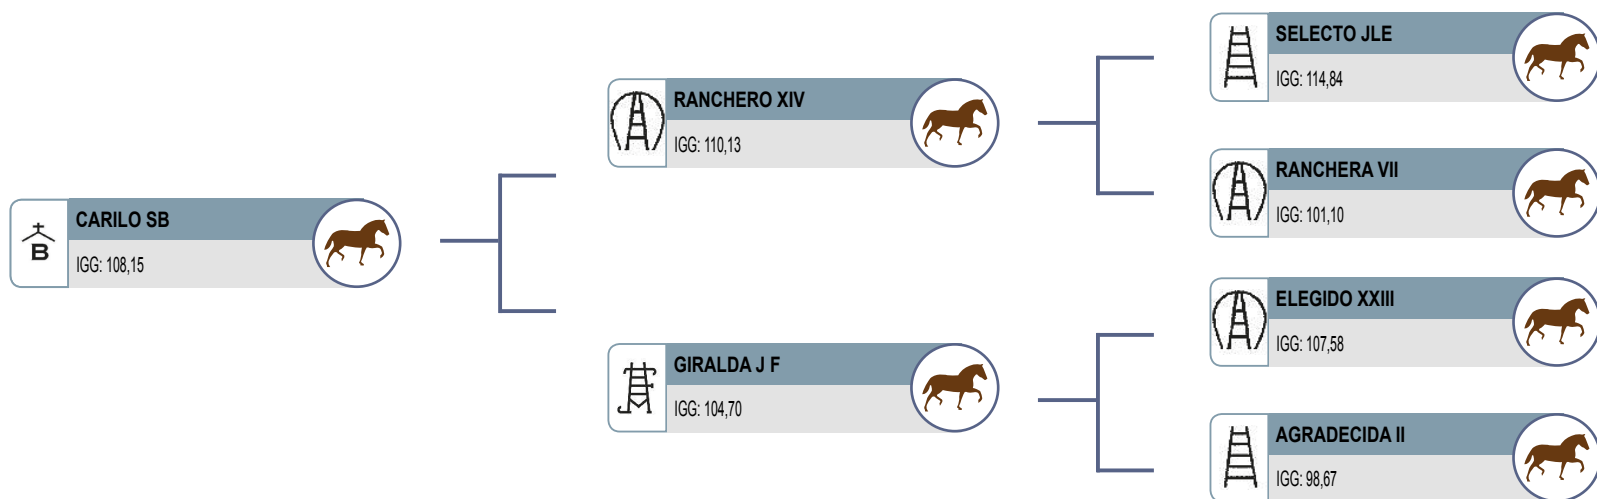 CARILO SB
IGG: 108,15
B
RANCHERO XIV
IGG: 110,13
GIRALDA J F
IGG: 104,70
SELECTO JLE
IGG: 114,84
RANCHERA VII
IGG: 101,10
ELEGIDO XXIII
IGG: 107,58
AGRADECIDA II
IGG: 98,67